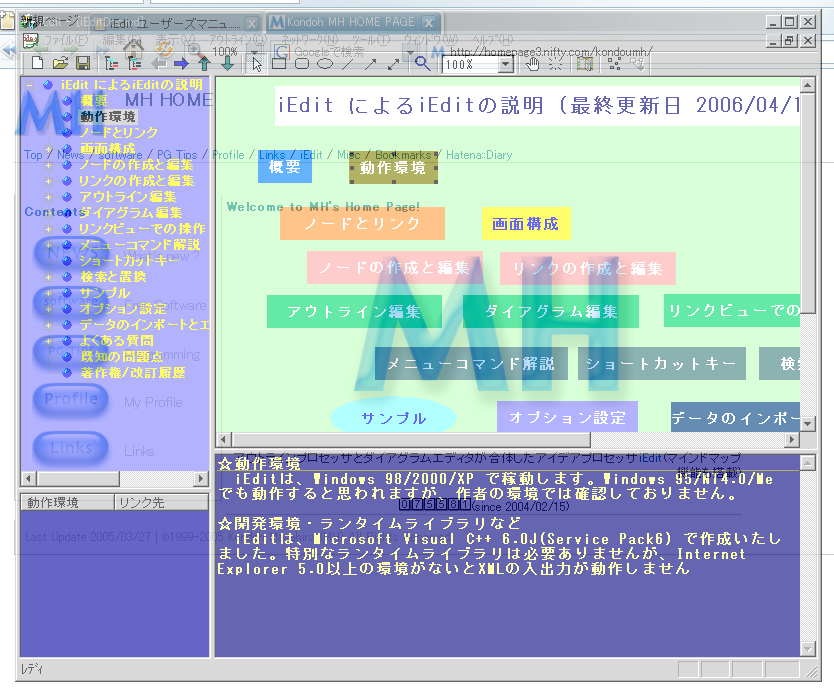 新規ページ
iEdit ユーザーズマニュ.....
Kondoh MH HOME PAGE
ファイル(F) 編集(E) 表示(V) アウトライン(O) ネットワーク(N) ツール(T) ウィンドウ(W) ヘルプ(H)
100%
Googleで検索
http://homepage3.nifty.com/kondoumh/
100%
MH
MH HOME
Top / News / software / PG Tips / Profile / Links / iEdit / Misc / Bookmarks / Hatena::Diary
Contents
News
Software
Profile
My Profile
Links
Links
Last Update 2005/03/27 | ©1999-2005
iEdit によるiEditの説明
概要
動作環境
ノードとリンク
画面構成
ノードの作成と編集
リンクの作成と編集
アウトライン編集
ダイアグラム編集
リンクビューでの操作
メニューコマンド解説
ショートカットキー
検索と置換
サンプル
オプション設定
データのインポートとエ
よくある質問
既知の問題点
著作権/改訂履歴
iEdit によるiEditの説明 (最終更新日 2006/04/1
概要
動作環境
Welcome to MH's Home Page!
ノードとリンク
画面構成
ノードの作成と編集
リンクの作成と編集
アウトライン編集
ダイアグラム編集
リンクビューでの
MH
メニューコマンド解説
ショートカットキー
検
サンプル
オプション設定
データのインポー
アウトラインプロセッサとダイアグラムエディタが合体したアイデアプロセッサ iEdit(マインドマップ
機能も搭載)
(since 2004/02/15)
動作環境
リンク先
☆動作環境
iEditは、Windows 98/2000/XP で稼動します。Windows 95/NT4.0/Me
でも動作すると思われますが、作者の環境では確認しておりません。
☆開発環境・ランタイムライブラリなど
iEditは、Microsoft Visual C++ 6.0J(Service Pack6) で作成いたし
ました。特別なランタイムライブラリは必要ありませんが、Internet
Explorer 5.0以上の環境がないとXMLの入出力が動作しません
レディ